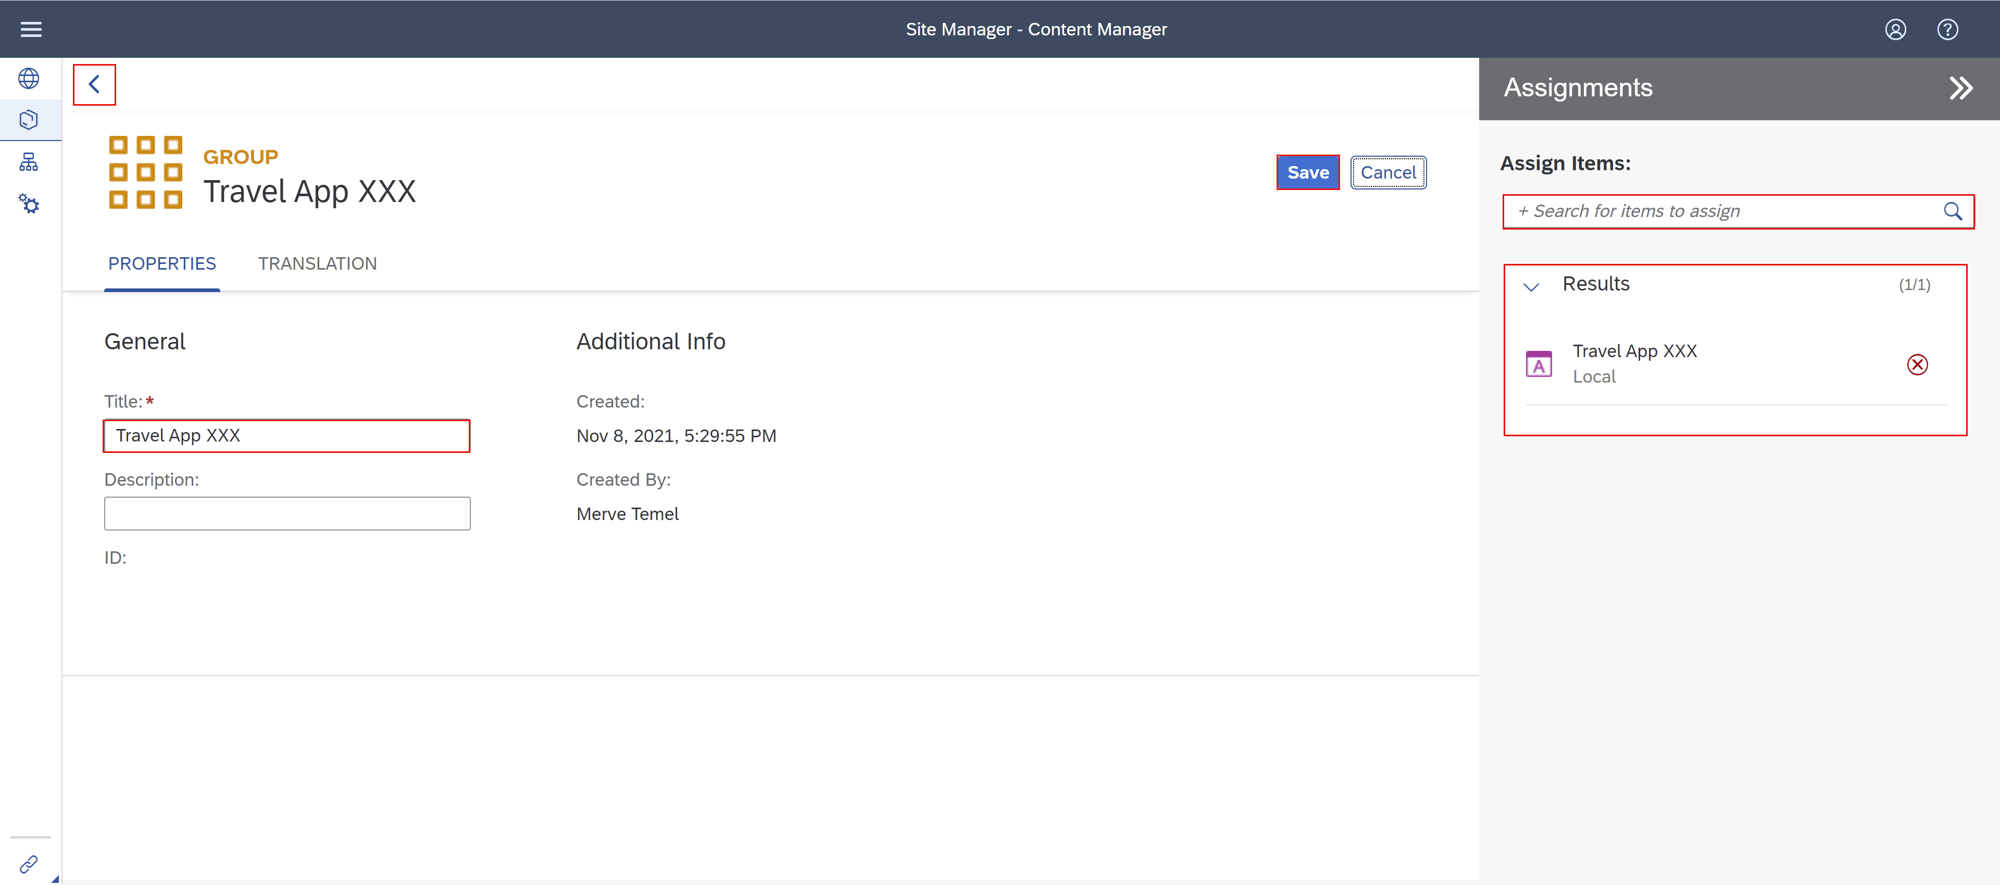 Site Manager - Content Manager
GROUP
Travel App XXX
Save
Cancel
PROPERTIES
TRANSLATION
General
Title:*
Travel App XXX
Description:
ID:
Additional Info
Created:
Nov 8, 2021, 5:29:55 PM
Created By:
Merve Temel
Assignments
Assign Items:
+ Search for items to assign
Results
(1/1)
A
Travel App XXX
Local